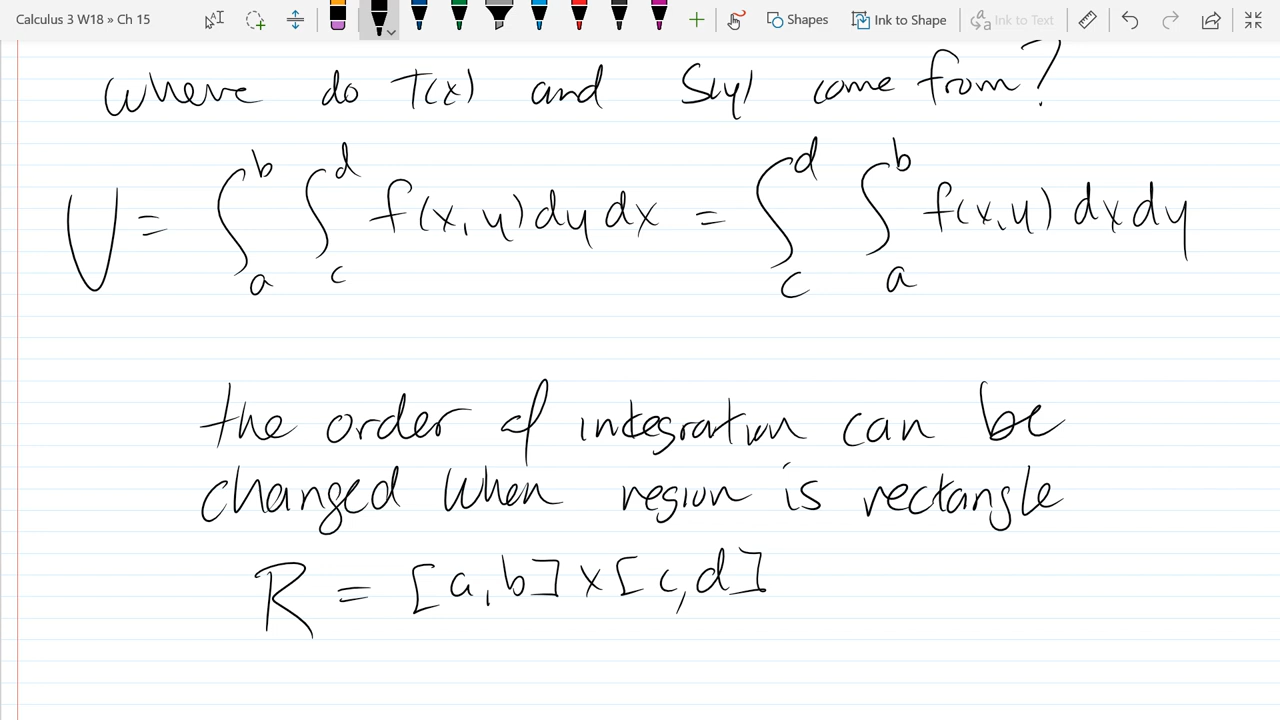 Calculus 3 W18 » Ch 15
Shapes
Ink to Shape
Ink to Text
Where do T(x) and S(y) come from?
V = ∫_a^b ∫_c^d f(x,y) dy dx = ∫_c^d ∫_a^b f(x,y) dx dy
the order of integration can be
changed when region is rectangle
R = [a,b] x [c,d]